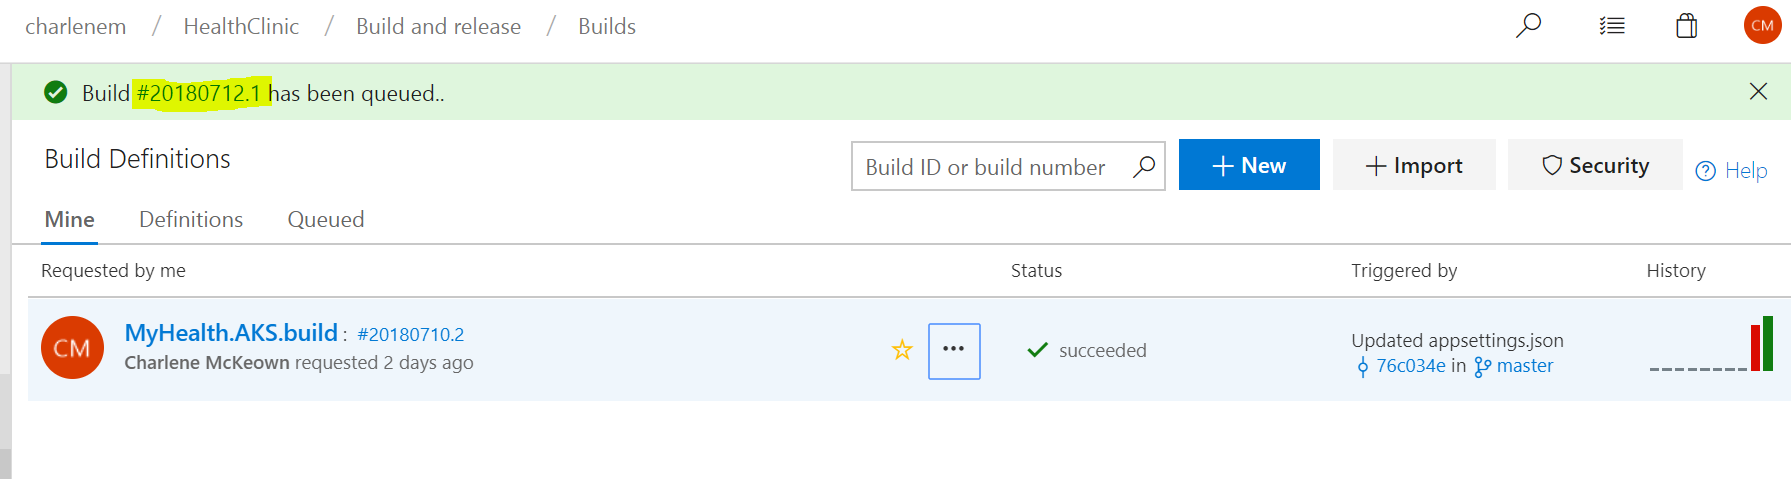 charlenem / HealthClinic / Build and release / Builds
CM
Build #20180712.1 has been queued..
Build Definitions
Build ID or build number
New
Import
Security
Help
Mine
Definitions
Queued
Requested by me
Status
Triggered by
History
CM
MyHealth.AKS.build : #20180710.2
Charlene McKeown requested 2 days ago
succeeded
Updated appsettings.json
76c034e in master